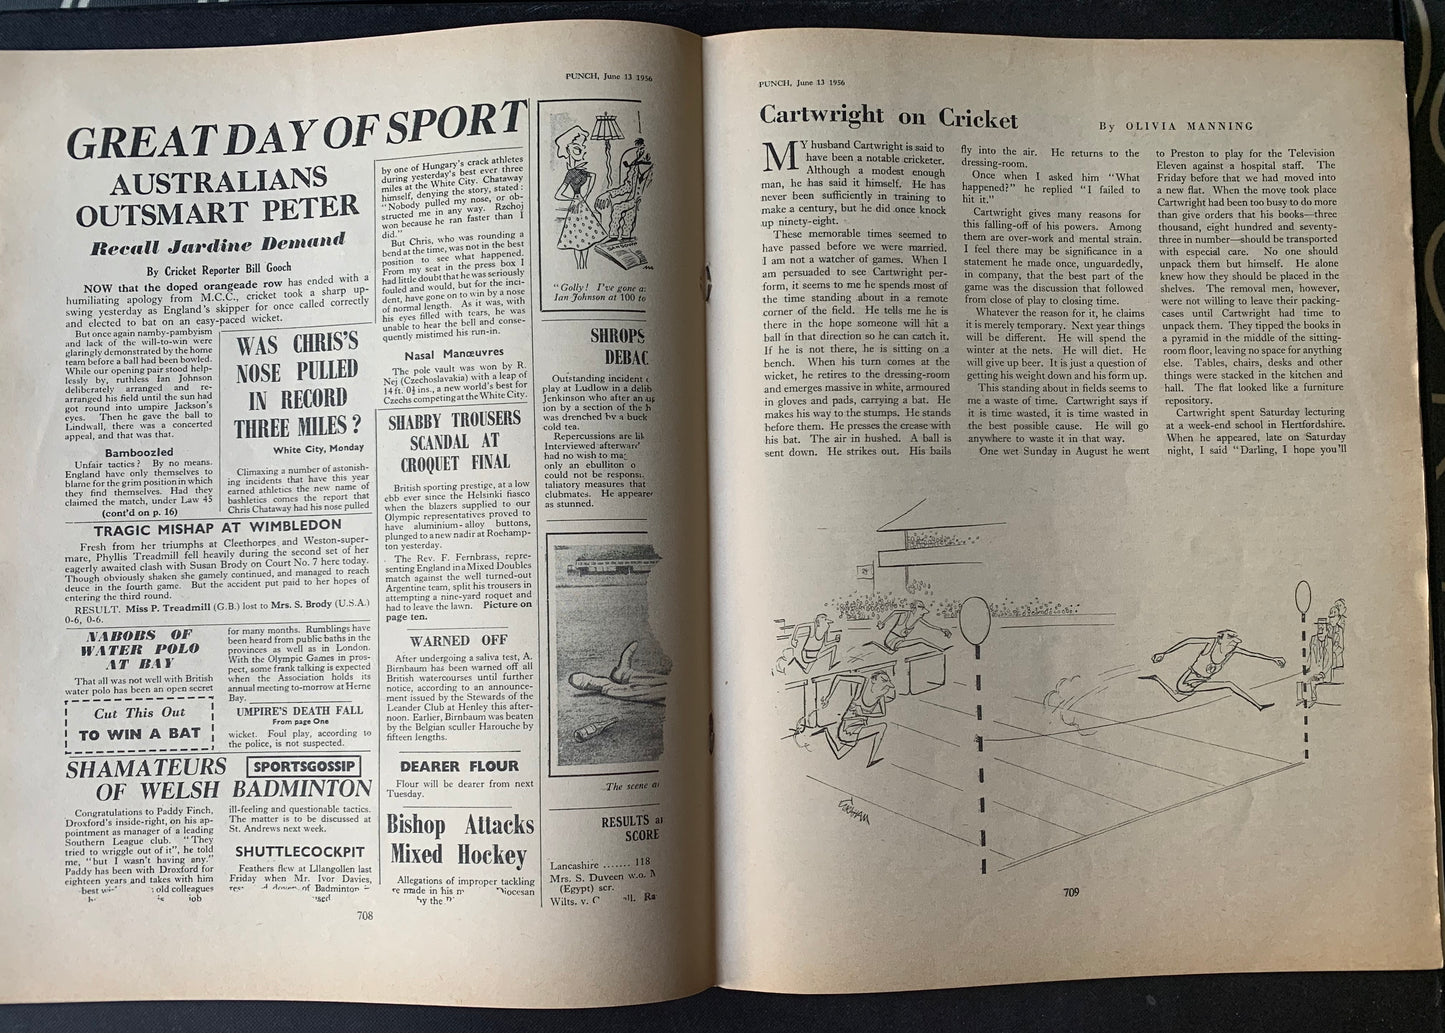 PUNCH, June 13 1956
GREAT DAY OF SPORT
AUSTRALIANS
OUTSMART PETER
Recall Jardine Demand
By Cricket Reporter Bill Gooch
NOW that the doped orangeade row has ended with a
humiliating apology from M.C.C., cricket took a sharp up-
swing yesterday as England's skipper for once called correctly
and elected to bat on an easy-paced wicket.
But once again namby-pambyism
and lack of the will-to-win were
glaringly demonstrated by the home
team before a ball had been bowled.
While our opening pair stood help-
lessly by, ruthless Ian Johnson
deliberately arranged and re-
arranged his field until the sun had
got round into umpire Jackson's
eyes. Then he gave the ball to
Lindwall, there was a concerted
appeal, and that was that.
Bamboozled
Unfair tactics? By no means.
England have only themselves to
blame for the grim position in which
they find themselves. Had they
claimed the match, under Law 45
(cont'd on p. 16)
WAS CHRIS'S
NOSE PULLED
IN RECORD
THREE MILES?
White City, Monday
Climaxing a number of astonish-
ing incidents that have this year
earned athletics the new name of
bashletics comes the report that
Chris Chataway had his nose pulled
by one of Hungary's crack athletes
during yesterday's best ever three
miles at the White City. Chataway
himself, denying the story, stated:
"Nobody pulled my nose, or ob-
structed me in any way. Rzchoj
won because he ran faster than I
did."
But Chris, who was rounding a
bend at the time, was not in the best
position to see what happened.
From my seat in the press box I
had little doubt that he was seriously
fouled and would, but for the inci-
dent, have gone on to win by a nose
of normal length. As it was, with
his eyes filled with tears, he was
unable to hear the bell and conse-
quently mistimed his run-in.
Nasal Manœuvres
The pole vault was won by R.
Nej (Czechoslavakia) with a leap of
14 ft. 0½ ins., a new world's best for
Czechs competing at the White City.
TRAGIC MISHAP AT WIMBLEDON
Fresh from her triumphs at Cleethorpes and Weston-super-
mare, Phyllis Treadmill fell heavily during the second set of her
eagerly awaited clash with Susan Brody on Court No. 7 here today.
Though obviously shaken she gamely continued, and managed to reach
deuce in the fourth game. But the accident put paid to her hopes of
entering the third round.
RESULT. Miss P. Treadmill (G.B.) lost to Mrs. S. Brody (U.S.A.)
0-6, 0-6.
NABOBS OF
WATER POLO
AT BAY
That all was not well with British
water polo has been an open secret
for many months. Rumblings have
been heard from public baths in the
provinces as well as in London.
With the Olympic Games in pros-
pect, some frank talking is expected
when the Association holds its
annual meeting to-morrow at Herne
Bay.
Cut This Out
TO WIN A BAT
UMPIRE'S DEATH FALL
From page One
wicket. Foul play, according to
the police, is not suspected.
SHAMATEURS
OF WELSH BADMINTON
SPORTSGOSSIP
Congratulations to Paddy Finch,
Droxford's inside-right, on his ap-
pointment as manager of a leading
Southern League club. "They
tried to wriggle out of it", he told
me, "but I wasn't having any."
Paddy has been with Droxford for
eighteen years and takes with him
best
old colleagues
job
ill-feeling and questionable tactics.
The matter is to be discussed at
St. Andrews next week.
SHUTTLECOCKPIT
Feathers flew at Lllangollen last
Friday when Mr. Ivor Davies,
of Badminton
SHABBY TROUSERS
SCANDAL AT
CROQUET FINAL
British sporting prestige, at a low
ebb ever since the Helsinki fiasco
when the blazers supplied to our
Olympic representatives proved to
have aluminium-alloy buttons,
plunged to a new nadir at Roehamp-
ton yesterday.
The Rev. F. Fernbrass, repre-
senting England in a Mixed Doubles
match against the well turned-out
Argentine team, split his trousers in
attempting a nine-yard roquet and
had to leave the lawn. Picture on
page ten.
WARNED OFF
After undergoing a saliva test, A.
Birnbaum has been warned off all
British watercourses until further
notice, according to an announce-
ment issued by the Stewards of the
Leander Club at Henley this after-
noon. Earlier, Birnbaum was beaten
by the Belgian sculler Harouche by
fifteen lengths.
DEARER FLOUR
Flour will be dearer from next
Tuesday.
Bishop Attacks
Mixed Hockey
Allegations of improper tackling
made in his
by the
"Golly! I've gone a
Ian Johnson at 100 to
SHROPS
DEBAC
Outstanding incident
play at Ludlow in a delib
Jenkinson who after an
ion by a section of the
was drenched by a buck
cold tea.
Repercussions are
Interviewed afterwar
had no wish to
only an ebullition o
could not be respons
taliatory measures that
clubmates. He appeare
as stunned.
The scene
RESULTS
SCORE
Lancashire ....... 118
Mrs. S. Duveen w.o.
(Egypt) scr.
Wilts. v.
708
PUNCH, June 13 1956
Cartwright on Cricket
By OLIVIA MANNING
MY husband Cartwright is said to
have been a notable cricketer.
Although a modest enough
man, he has said it himself. He has
never been sufficiently in training to
make a century, but he did once knock
up ninety-eight.
These memorable times seemed to
have passed before we were married.
I am not a watcher of games. When I
am persuaded to see Cartwright per-
form, it seems to me he spends most of
the time standing about in a remote
corner of the field. He tells me he is
there in the hope someone will hit a
ball in that direction so he can catch it.
If he is not there, he is sitting on a
bench. When his turn comes at the
wicket, he retires to the dressing-room
and emerges massive in white, armoured
in gloves and pads, carrying a bat. He
makes his way to the stumps. He stands
before them. He presses the crease with
his bat. The air in hushed. A ball is
sent down. He strikes out. His bails
fly into the air. He returns to the
dressing-room.
Once when I asked him "What
happened?" he replied "I failed to
hit it."
Cartwright gives many reasons for
this falling-off of his powers. Among
them are over-work and mental strain.
I feel there may be significance in a
statement he made once, unguardedly,
in company, that the best part of the
game was the discussion that followed
from close of play to closing time.
Whatever the reason for it, he claims
it is merely temporary. Next year things
will be different. He will spend the
winter at the nets. He will diet. He
will give up beer. It is just a question of
getting his weight down and his form up.
This standing about in fields seems to
me a waste of time. Cartwright says if
it is time wasted, it is time wasted in
the best possible cause. He will go
anywhere to waste it in that way.
One wet Sunday in August he went
to Preston to play for the Television
Eleven against a hospital staff. The
Friday before that we had moved into
a new flat. When the move took place
Cartwright had been too busy to do more
than give orders that his books—three
thousand, eight hundred and seventy-
three in number—should be transported
with especial care. No one should
unpack them but himself. He alone
knew how they should be placed in the
shelves. The removal men, however,
were not willing to leave their packing-
cases until Cartwright had time to
unpack them. They tipped the books in
a pyramid in the middle of the sitting-
room floor, leaving no space for anything
else. Tables, chairs, desks and other
things were stacked in the kitchen and
hall. The flat looked like a furniture
repository.
Cartwright spent Saturday lecturing
at a week-end school in Hertfordshire.
When he appeared, late on Saturday
night, I said "Darling, I hope you'll
709